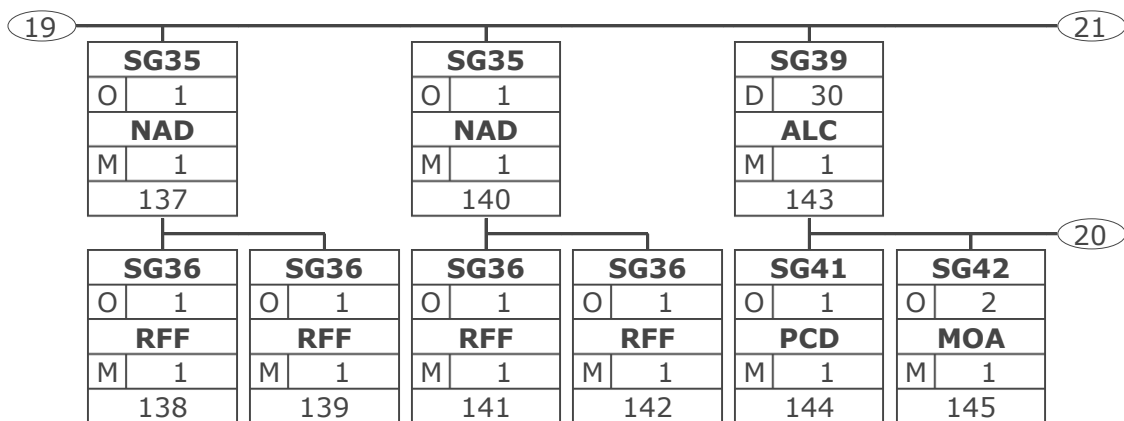 19 21
SG35 SG35 SG39
O 1 O 1 D 30
NAD NAD ALC
M 1 M 1 M 1
137 140 143
20
SG36 SG36 SG36 SG36 SG41 SG42
O 1 O 1 O 1 O 1 O 1 O 2
RFF RFF RFF RFF PCD MOA
M 1 M 1 M 1 M 1 M 1 M 1
138 139 141 142 144 145